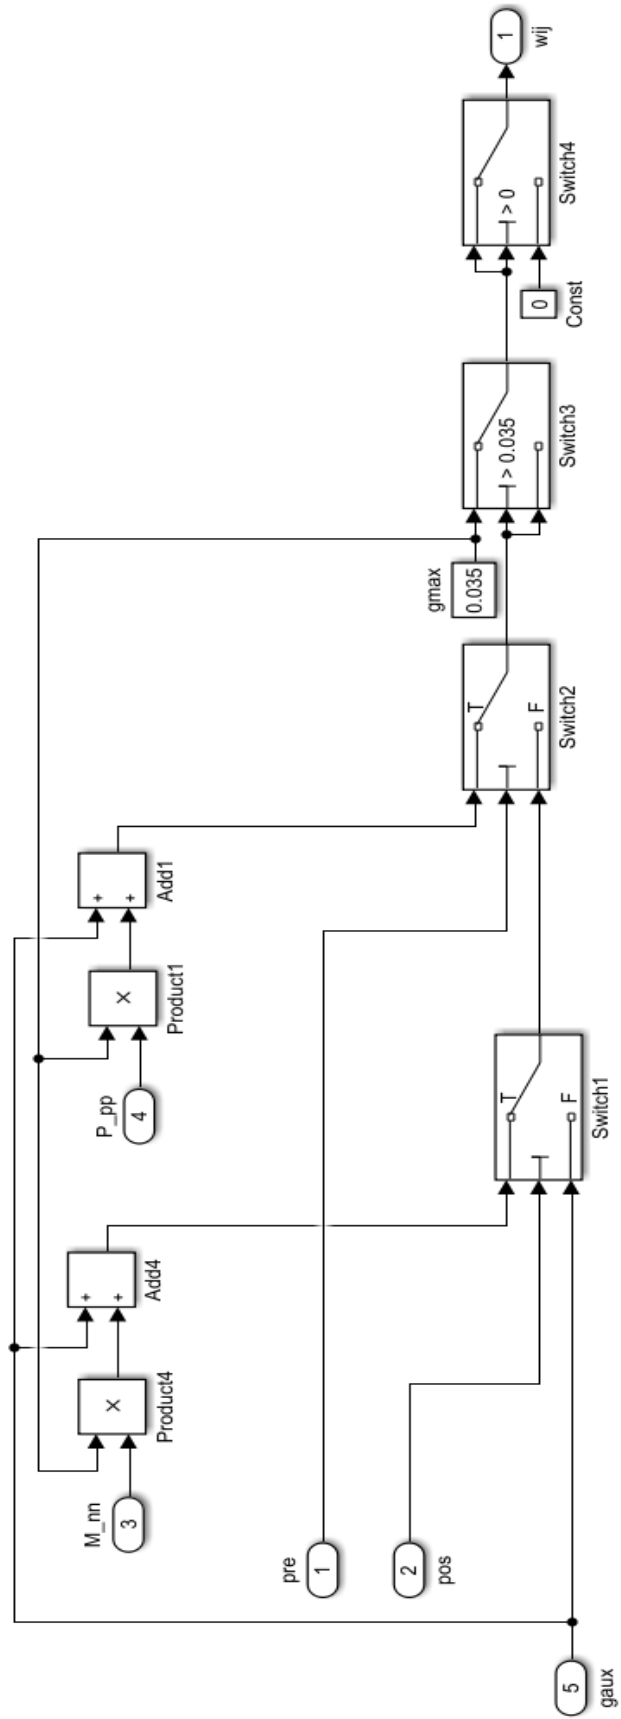 M_nn
3
×
Product4
+
+
Add4
P_pp
4
×
Product1
+
+
Add1
pre
1
2
pos
5
gaux
T
F
Switch1
T
F
Switch2
gmax
0.035
> 0.035
Switch3
0
Const
> 0
Switch4
1
wij